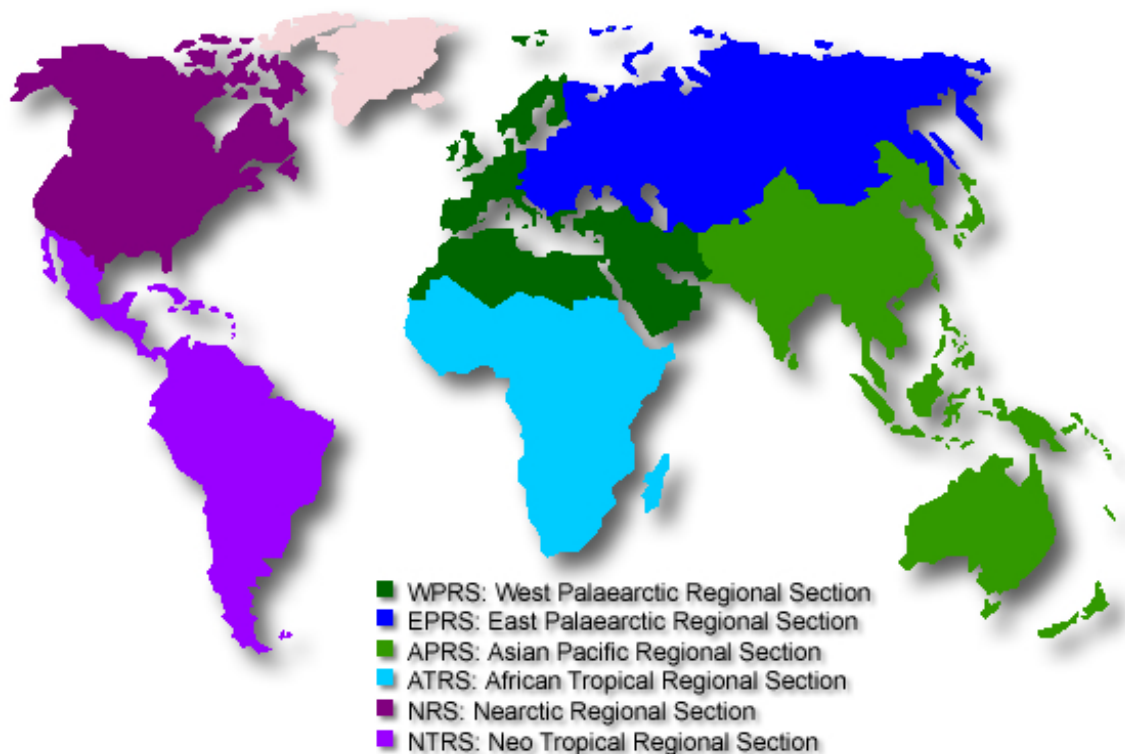 WPRS: West Palaearctic Regional Section
EPRS: East Palaearctic Regional Section
APRS: Asian Pacific Regional Section
ATRS: African Tropical Regional Section
NRS: Nearctic Regional Section
NTRS: Neo Tropical Regional Section